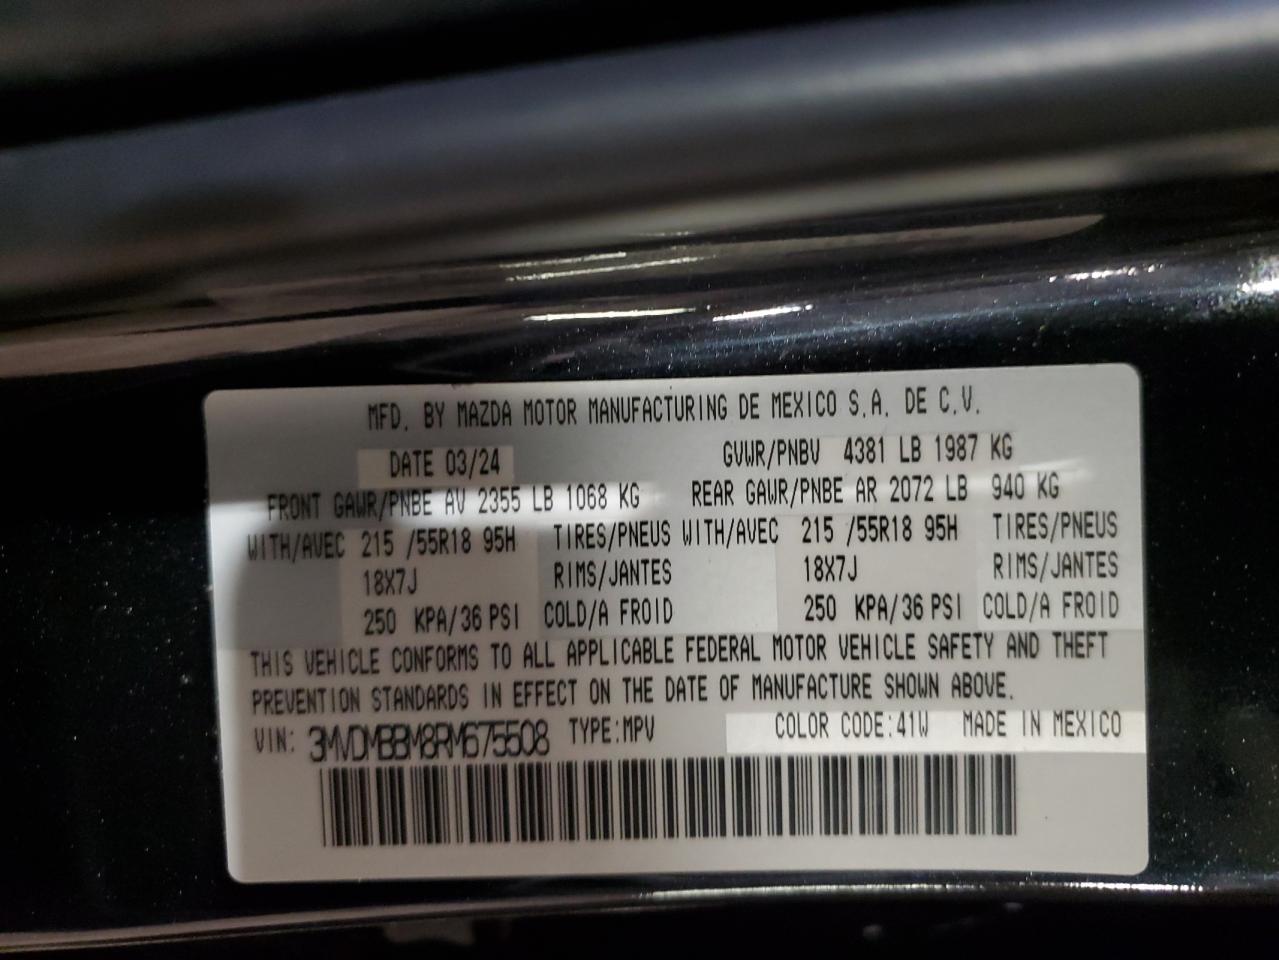 MFD. BY MAZDA MOTOR MANUFACTURING DE MEXICO S.A. DE C.V.
DATE 03/24 GVWR/PNBV 4381 LB 1987 KG
FRONT GAWR/PNBE AV 2355 LB 1068 KG REAR GAWR/PNBE AR 2072 LB 940 KG
WITH/AVEC 215 /55R18 95H TIRES/PNEUS WITH/AVEC 215 /55R18 95H TIRES/PNEUS
18X7J RIMS/JANTES 18X7J RIMS/JANTES
250 KPA/36 PSI COLD/A FROID 250 KPA/36 PSI COLD/A FROID
THIS VEHICLE CONFORMS TO ALL APPLICABLE FEDERAL MOTOR VEHICLE SAFETY AND THEFT
PREVENTION STANDARDS IN EFFECT ON THE DATE OF MANUFACTURE SHOWN ABOVE.
VIN: 3MVDMBBM8RM675508 TYPE:MPV COLOR CODE:41W MADE IN MEXICO